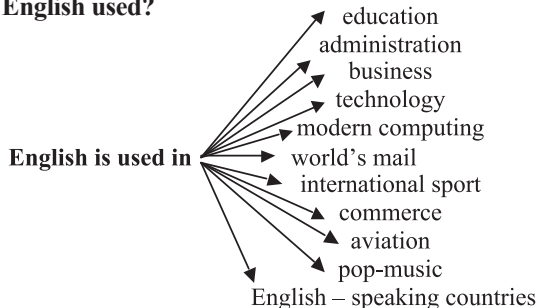 English used?
education
administration
business
technology
modern computing
English is used in
world's mail
international sport
commerce
aviation
pop-music
English – speaking countries